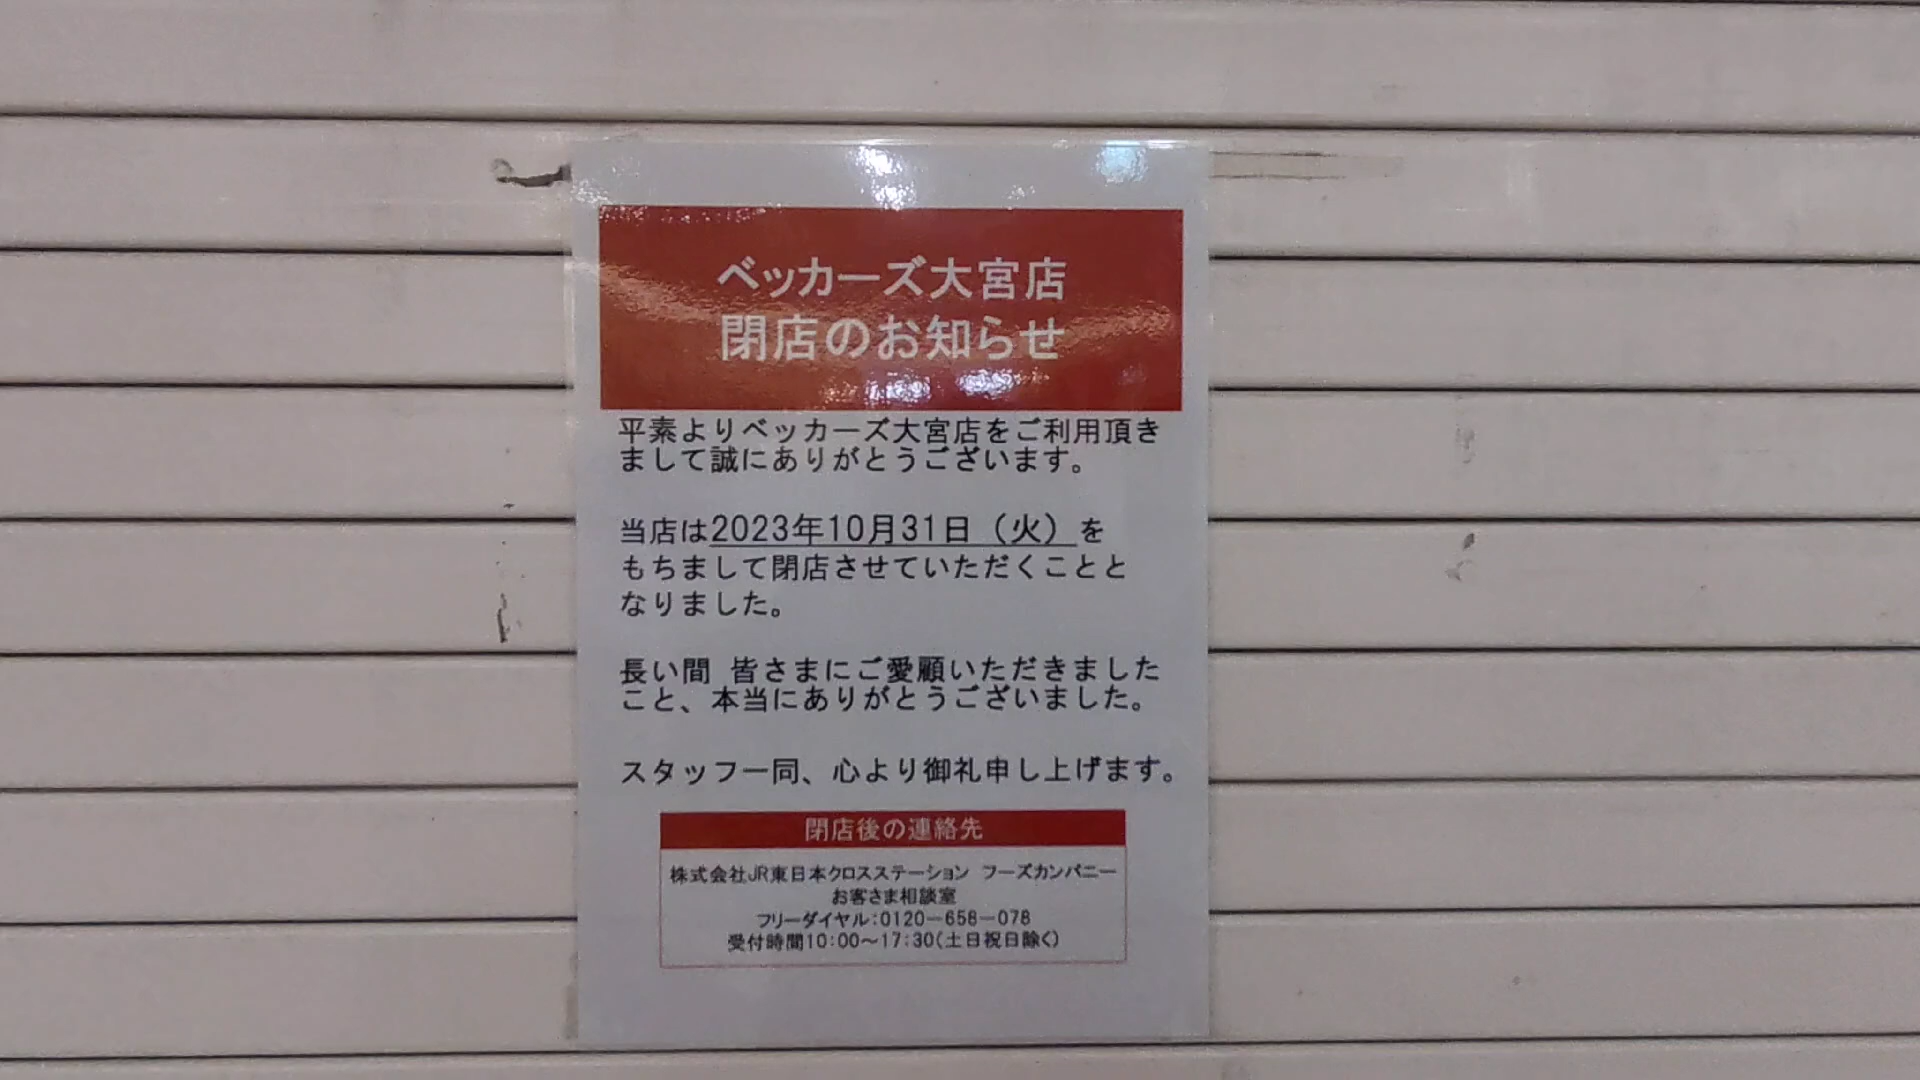 ベッカーズ大宮店
閉店のお知らせ
平素よりベッカーズ大宮店をご利用頂き
まして誠にありがとうございます。
当店は2023年10月31日（火）を
もちまして閉店させていただくことと
なりました。
長い間 皆さまにご愛顧いただきました
こと、本当にありがとうございました。
スタッフ一同、心より御礼申し上げます。
閉店後の連絡先
株式会社JR東日本クロスステーション フーズカンパニー
お客さま相談室
フリーダイヤル：0120－658－078
受付時間10：00～17：30（土日祝日除く）